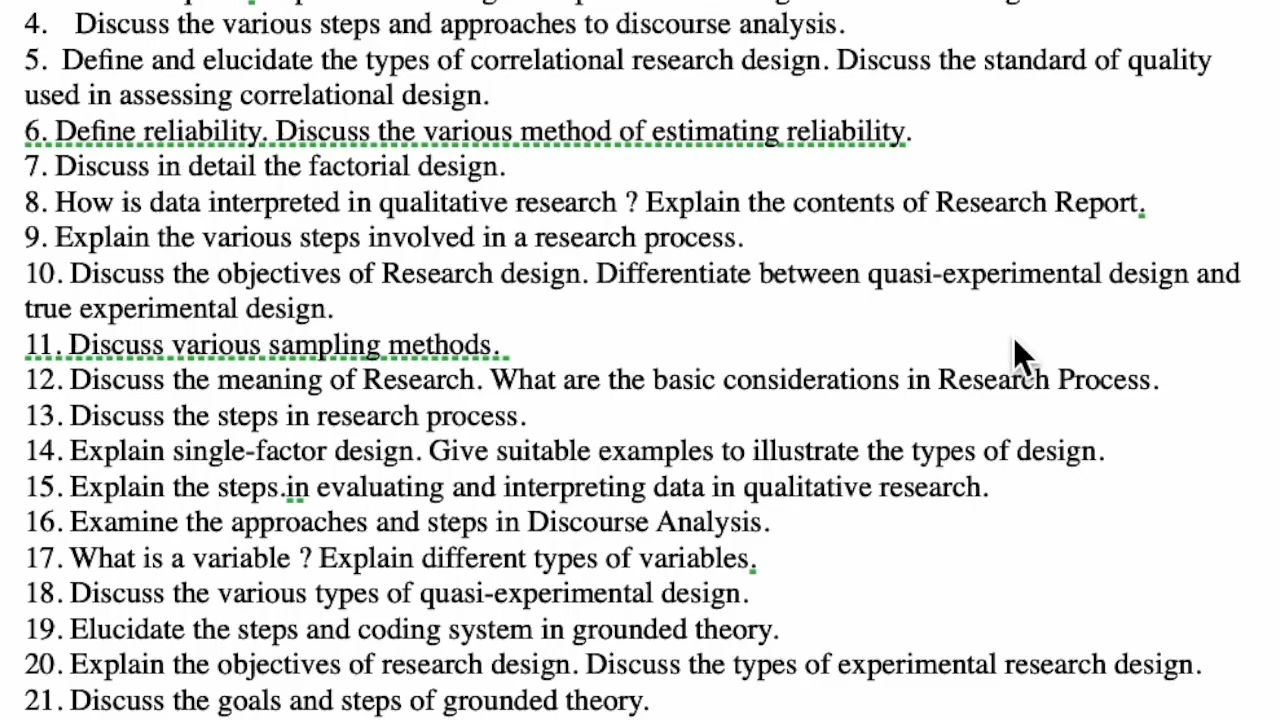 4. Discuss the various steps and approaches to discourse analysis.
5. Define and elucidate the types of correlational research design. Discuss the standard of quality
used in assessing correlational design.
6. Define reliability. Discuss the various method of estimating reliability.
7. Discuss in detail the factorial design.
8. How is data interpreted in qualitative research ? Explain the contents of Research Report.
9. Explain the various steps involved in a research process.
10. Discuss the objectives of Research design. Differentiate between quasi-experimental design and
true experimental design.
11. Discuss various sampling methods.
12. Discuss the meaning of Research. What are the basic considerations in Research Process.
13. Discuss the steps in research process.
14. Explain single-factor design. Give suitable examples to illustrate the types of design.
15. Explain the steps.in evaluating and interpreting data in qualitative research.
16. Examine the approaches and steps in Discourse Analysis.
17. What is a variable ? Explain different types of variables.
18. Discuss the various types of quasi-experimental design.
19. Elucidate the steps and coding system in grounded theory.
20. Explain the objectives of research design. Discuss the types of experimental research design.
21. Discuss the goals and steps of grounded theory.